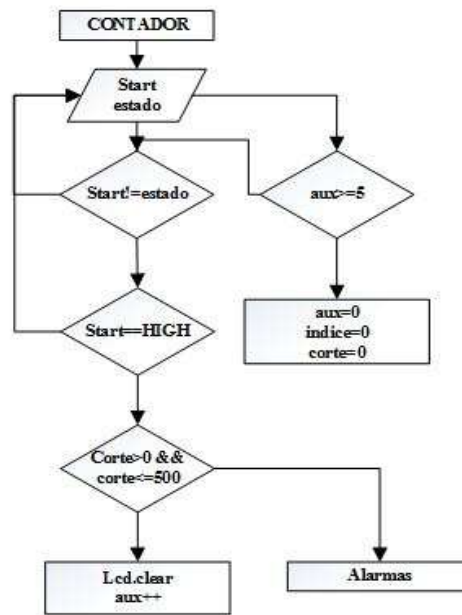 CONTADOR
Start
estado
Start!=estado
aux>=5
aux=0
indice=0
corte=0
Start==HIGH
Corte>0 &&
corte<=500
Lcd.clear
aux++
Alarmas